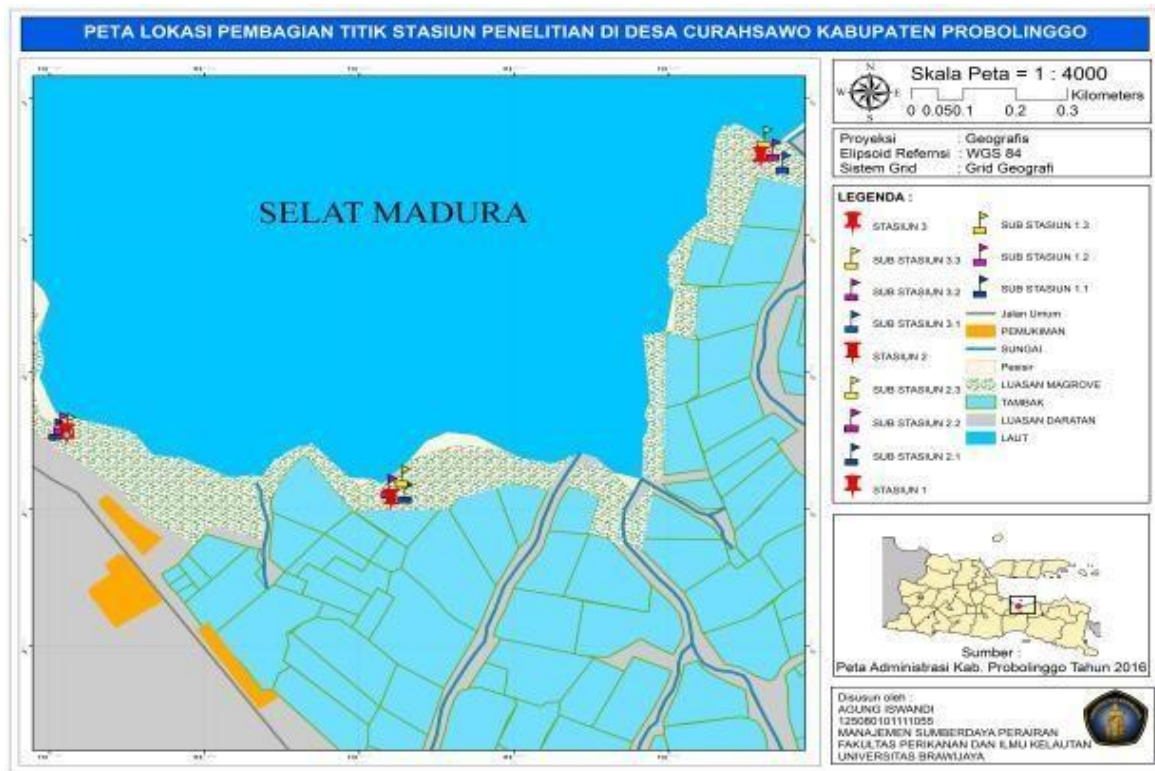 PETA LOKASI PEMBAGIAN TITIK STASIUN PENELITIAN DI DESA CURAHSAWO KABUPATEN PROBOLINGGO
SELAT MADURA
N
W E
S
Skala Peta = 1 : 4000
Kilometers
0 0.050.1 0.2 0.3
Proyeksi : Geografis
Elipsoid Refernsi : WGS 84
Sistem Grid : Grid Geografi
LEGENDA :
STASIUN 3
SUB STASIUN 3.3
SUB STASIUN 3.2
SUB STASIUN 3.1
STASIUN 2
SUB STASIUN 2.3
SUB STASIUN 2.2
SUB STASIUN 2.1
STASIUN 1
SUB STASIUN 1.3
SUB STASIUN 1.2
SUB STASIUN 1.1
Jalan Umum
PEMUKIMAN
SUNGAI
Pesisir
LUASAN MAGROVE
TAMBAK
LUASAN DARATAN
LAUT
Sumber :
Peta Administrasi Kab. Probolinggo Tahun 2016
Disusun oleh :
AGUNG ISWANDI
125080101111055
MANAJEMEN SUMBERDAYA PERAIRAN
FAKULTAS PERIKANAN DAN ILMU KELAUTAN
UNIVERSITAS BRAWIJAYA